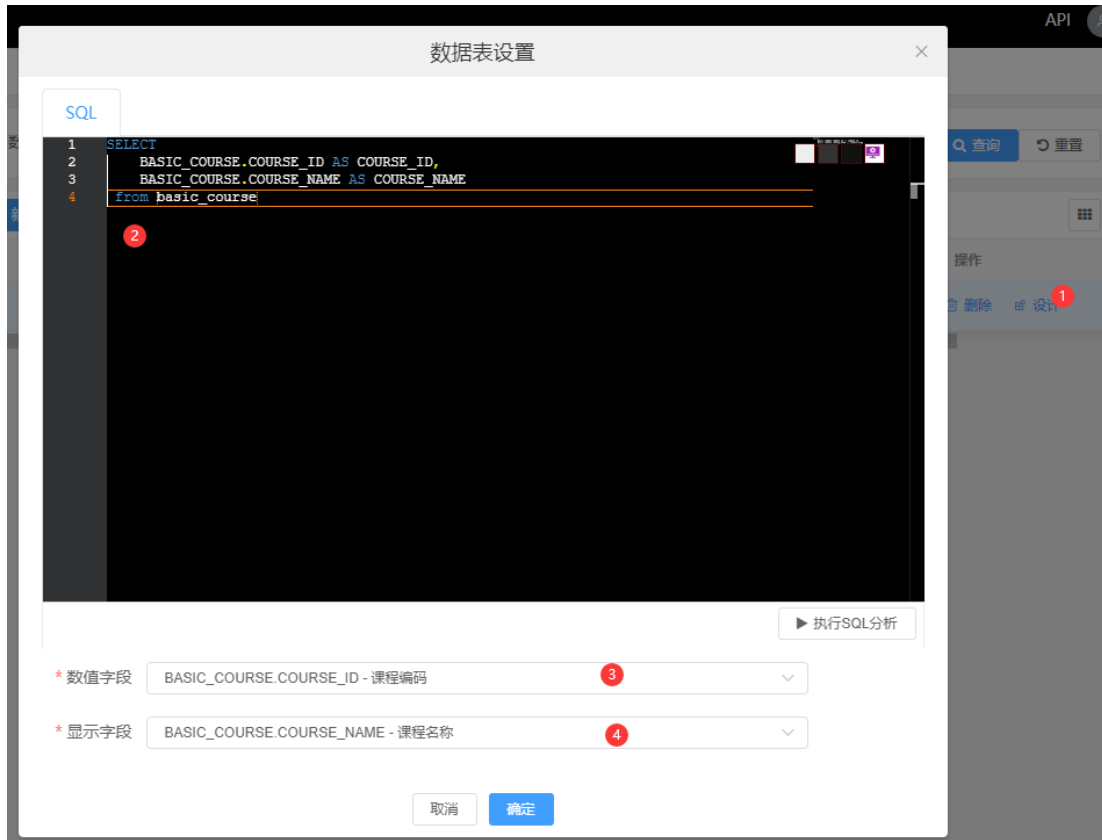 API
数据表设置
SQL
1 SELECT
2 BASIC_COURSE.COURSE_ID AS COURSE_ID,
3 BASIC_COURSE.COURSE_NAME AS COURSE_NAME
4 from basic_course
2
查询
重置
操作
删除
设计
1
执行SQL分析
* 数值字段
BASIC_COURSE.COURSE_ID - 课程编码
3
* 显示字段
BASIC_COURSE.COURSE_NAME - 课程名称
4
取消
确定